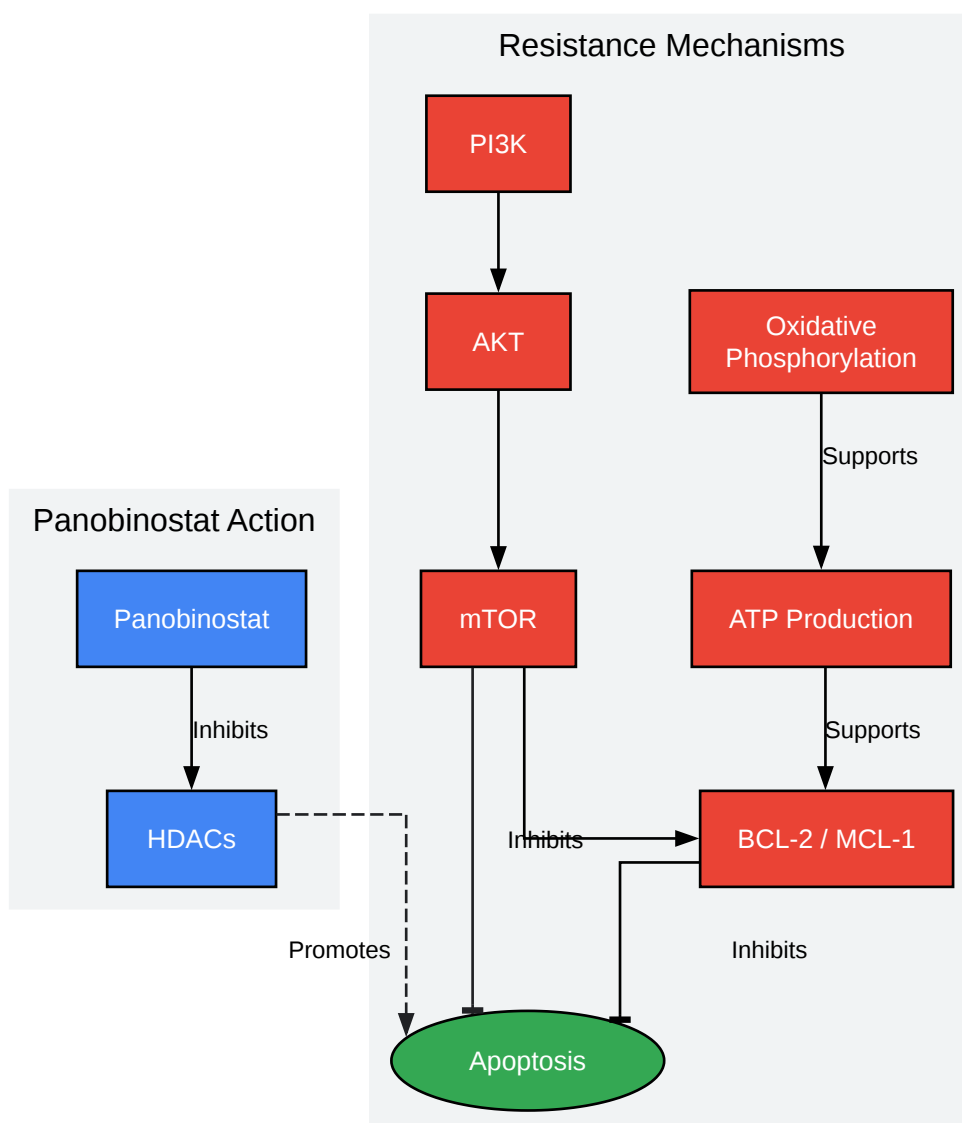 Resistance Mechanisms
PI3K
AKT
Oxidative
Phosphorylation
Supports
Panobinostat Action
Panobinostat
mTOR
ATP Production
Inhibits
Supports
HDACs
Inhibits
BCL-2 / MCL-1
Promotes
Inhibits
Apoptosis